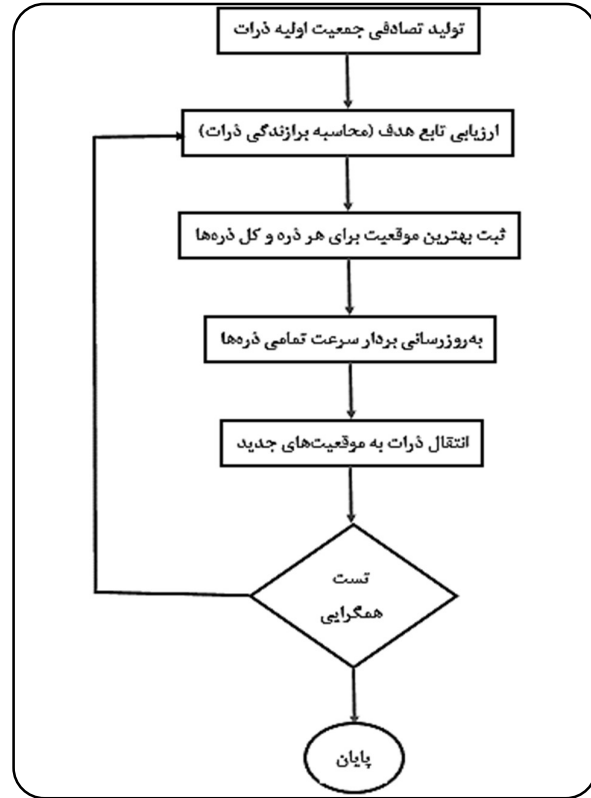 تولید تصادفی جمعیت اولیه ذرات
ارزیابی تابع هدف (محاسبه برازندگی ذرات)
ثبت بهترین موقعیت برای هر ذره و کل ذره‌ها
به‌روزرسانی بردار سرعت تمامی ذره‌ها
انتقال ذرات به موقعیت‌های جدید
تست
همگرایی
پایان